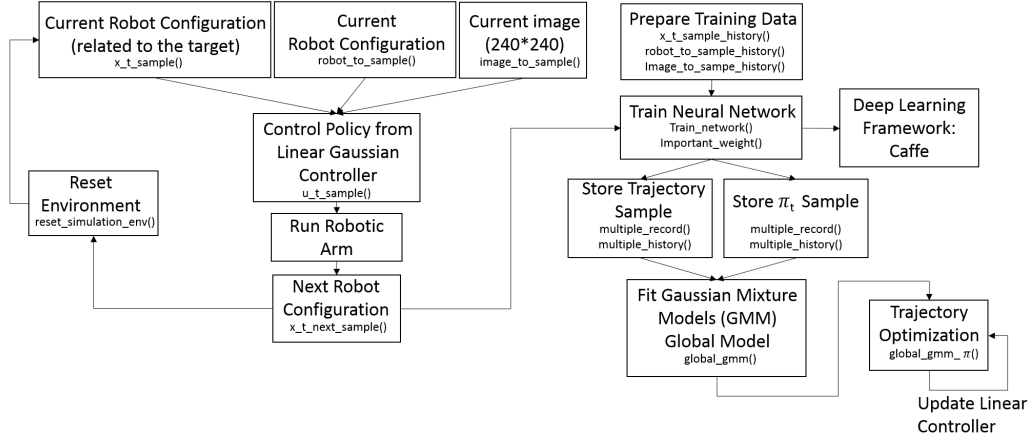 Current Robot Configuration
(related to the target)
x_t_sample()
Current
Robot Configuration
robot_to_sample()
Current image
(240*240)
image_to_sample()
Control Policy from
Linear Gaussian
Controller
u_t_sample()
Reset
Environment
reset_simulation_env()
Run Robotic
Arm
Next Robot
Configuration
x_t_next_sample()
Prepare Training Data
x_t_sample_history()
robot_to_sample_history()
Image_to_sampe_history()
Train Neural Network
Train_network()
Important_weight()
Deep Learning
Framework:
Caffe
Store Trajectory
Sample
multiple_record()
multiple_history()
Store π_t Sample
multiple_record()
multiple_history()
Fit Gaussian Mixture
Models (GMM)
Global Model
global_gmm()
Trajectory
Optimization
global_gmm_ π()
Update Linear
Controller